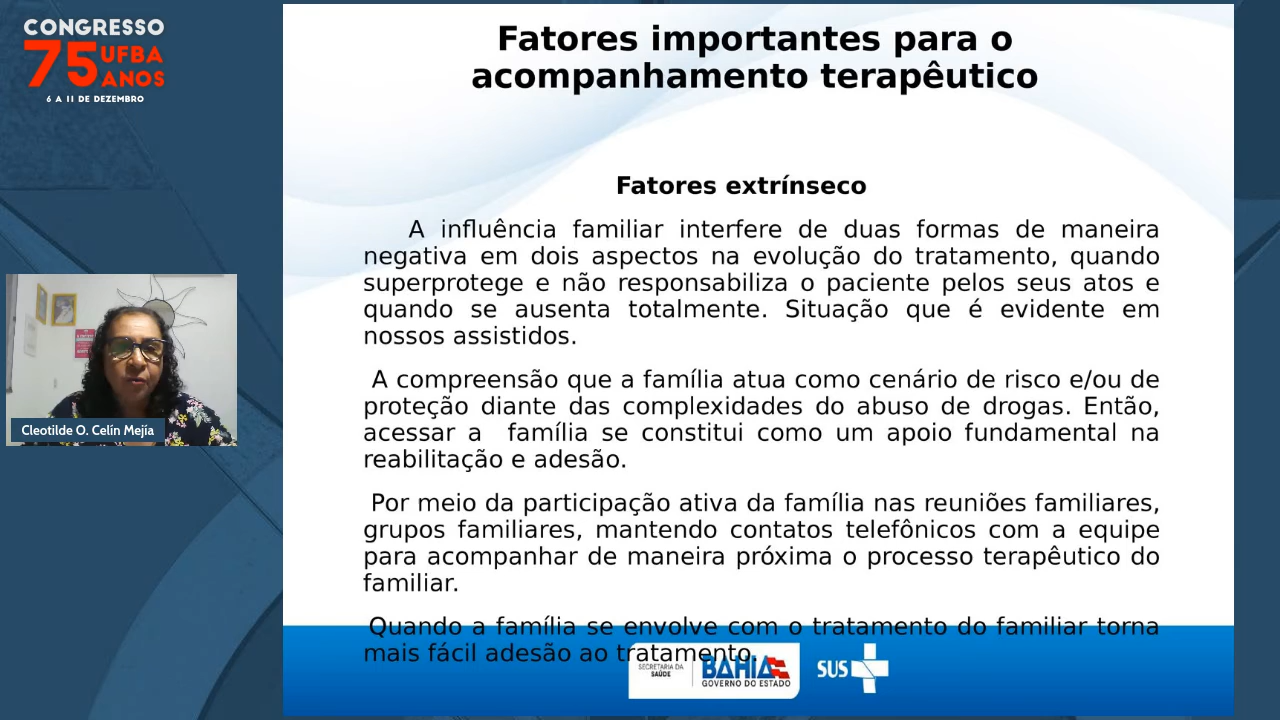 CONGRESSO
75 UFBA
ANOS
6 A 11 DE DEZEMBRO
Fatores importantes para o
acompanhamento terapêutico
Fatores extrínseco
A influência familiar interfere de duas formas de maneira
negativa em dois aspectos na evolução do tratamento, quando
superprotege e não responsabiliza o paciente pelos seus atos e
quando se ausenta totalmente. Situação que é evidente em
nossos assistidos.
A compreensão que a família atua como cenário de risco e/ou de
proteção diante das complexidades do abuso de drogas. Então,
acessar a família se constitui como um apoio fundamental na
reabilitação e adesão.
Por meio da participação ativa da família nas reuniões familiares,
grupos familiares, mantendo contatos telefônicos com a equipe
para acompanhar de maneira próxima o processo terapêutico do
familiar.
Quando a família se envolve com o tratamento do familiar torna
mais fácil adesão ao tratamento.
Cleotilde O. Celín Mejía
SECRETARIA DA
SAÚDE
BAHIA
GOVERNO DO ESTADO
SUS